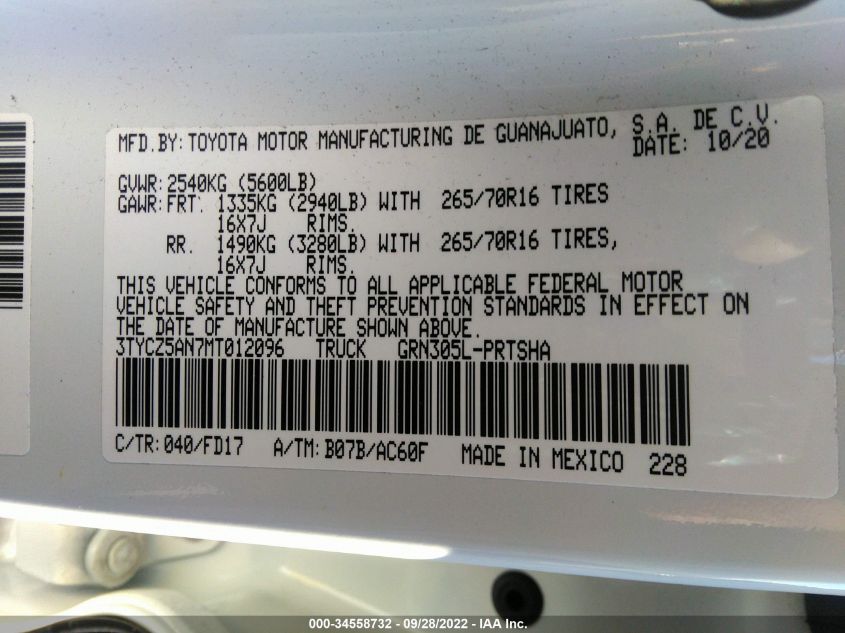 MFD.BY:TOYOTA MOTOR MANUFACTURING DE GUANAJUATO, S.A. DE C.V.
DATE: 10/20
GVWR:2540KG (5600LB)
GAWR:FRT. 1335KG (2940LB) WITH 265/70R16 TIRES
16X7J RIMS.
RR. 1490KG (3280LB) WITH 265/70R16 TIRES,
16X7J RIMS.
THIS VEHICLE CONFORMS TO ALL APPLICABLE FEDERAL MOTOR
VEHICLE SAFETY AND THEFT PREVENTION STANDARDS IN EFFECT ON
THE DATE OF MANUFACTURE SHOWN ABOVE.
3TYCZ5AN7MT012096 TRUCK GRN305L-PRTSHA
C/TR:040/FD17 A/TM:B07B/AC60F MADE IN MEXICO 228
000-34558732 - 09/28/2022 - IAA Inc.